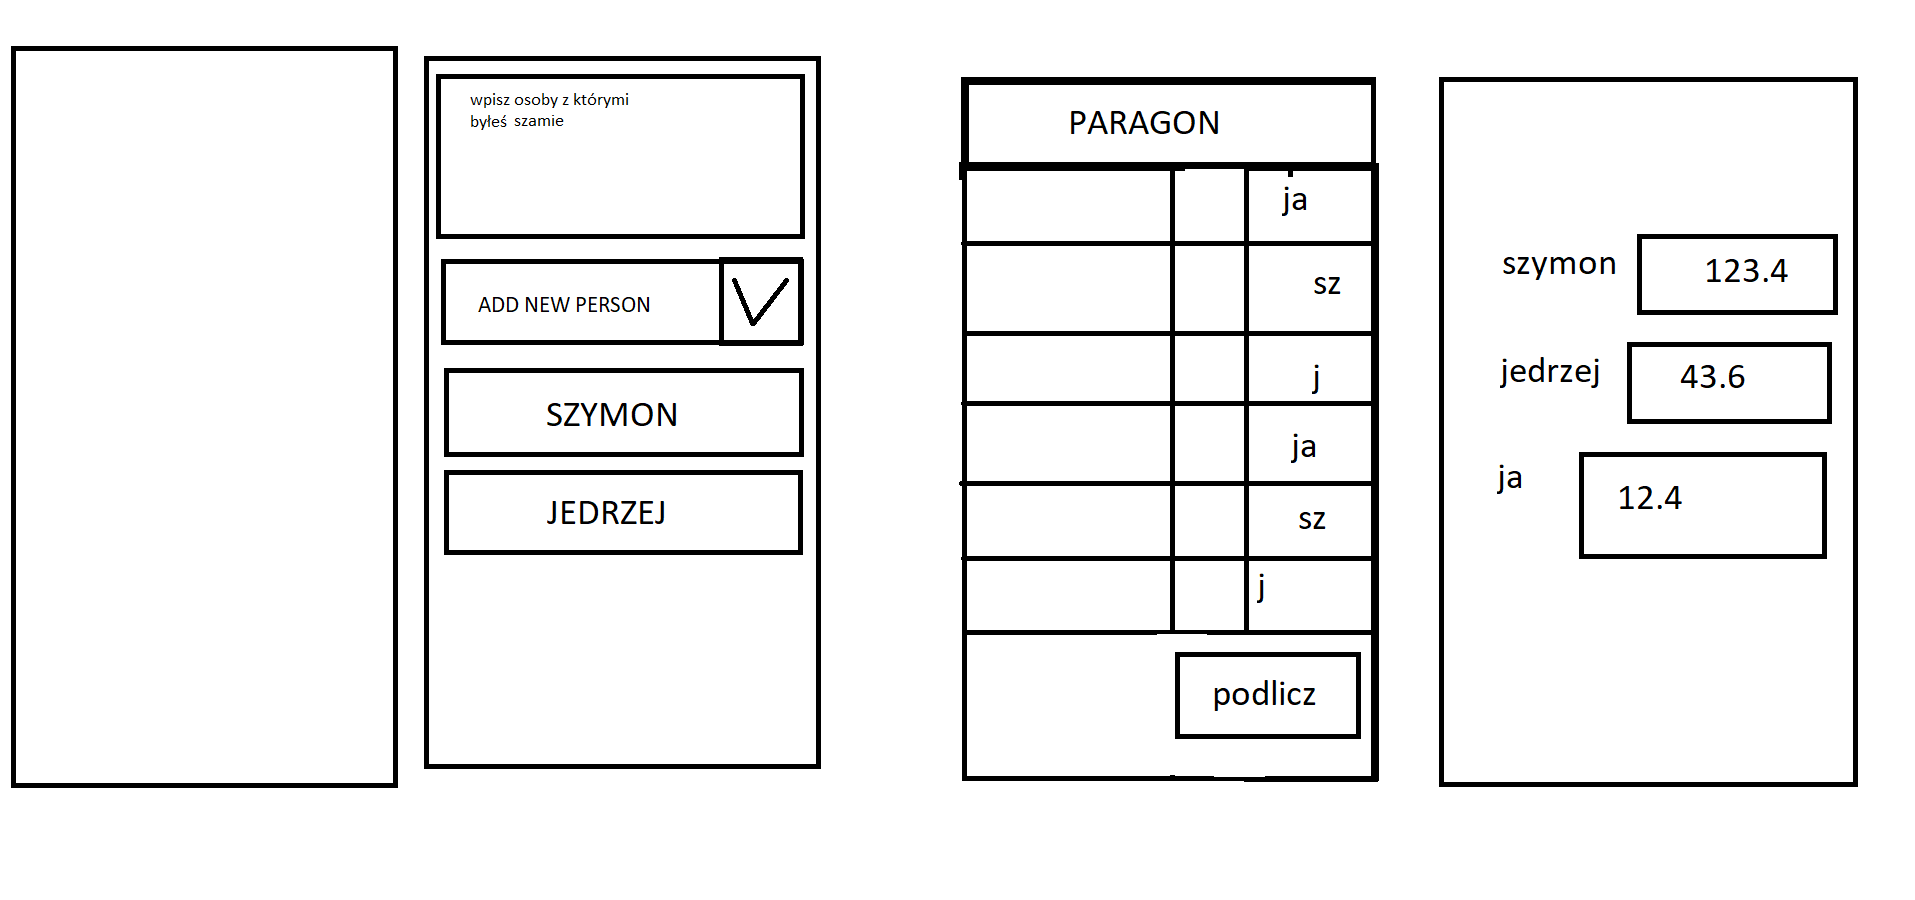 wpisz osoby z którymi
byłeś szamie
ADD NEW PERSON
SZYMON
JEDRZEJ
PARAGON
ja
sz
j
ja
sz
j
podlicz
szymon 123.4
jedrzej 43.6
ja 12.4